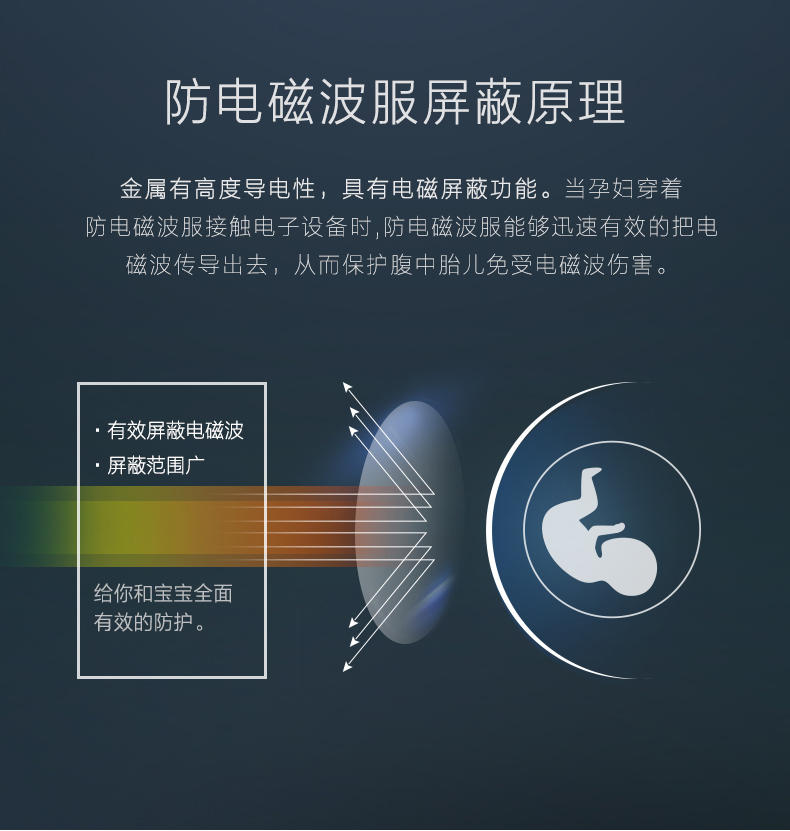 防电磁波服屏蔽原理
金属有高度导电性，具有电磁屏蔽功能。当孕妇穿着
防电磁波服接触电子设备时,防电磁波服能够迅速有效的把电
磁波传导出去，从而保护腹中胎儿免受电磁波伤害。
· 有效屏蔽电磁波
· 屏蔽范围广
给你和宝宝全面
有效的防护。